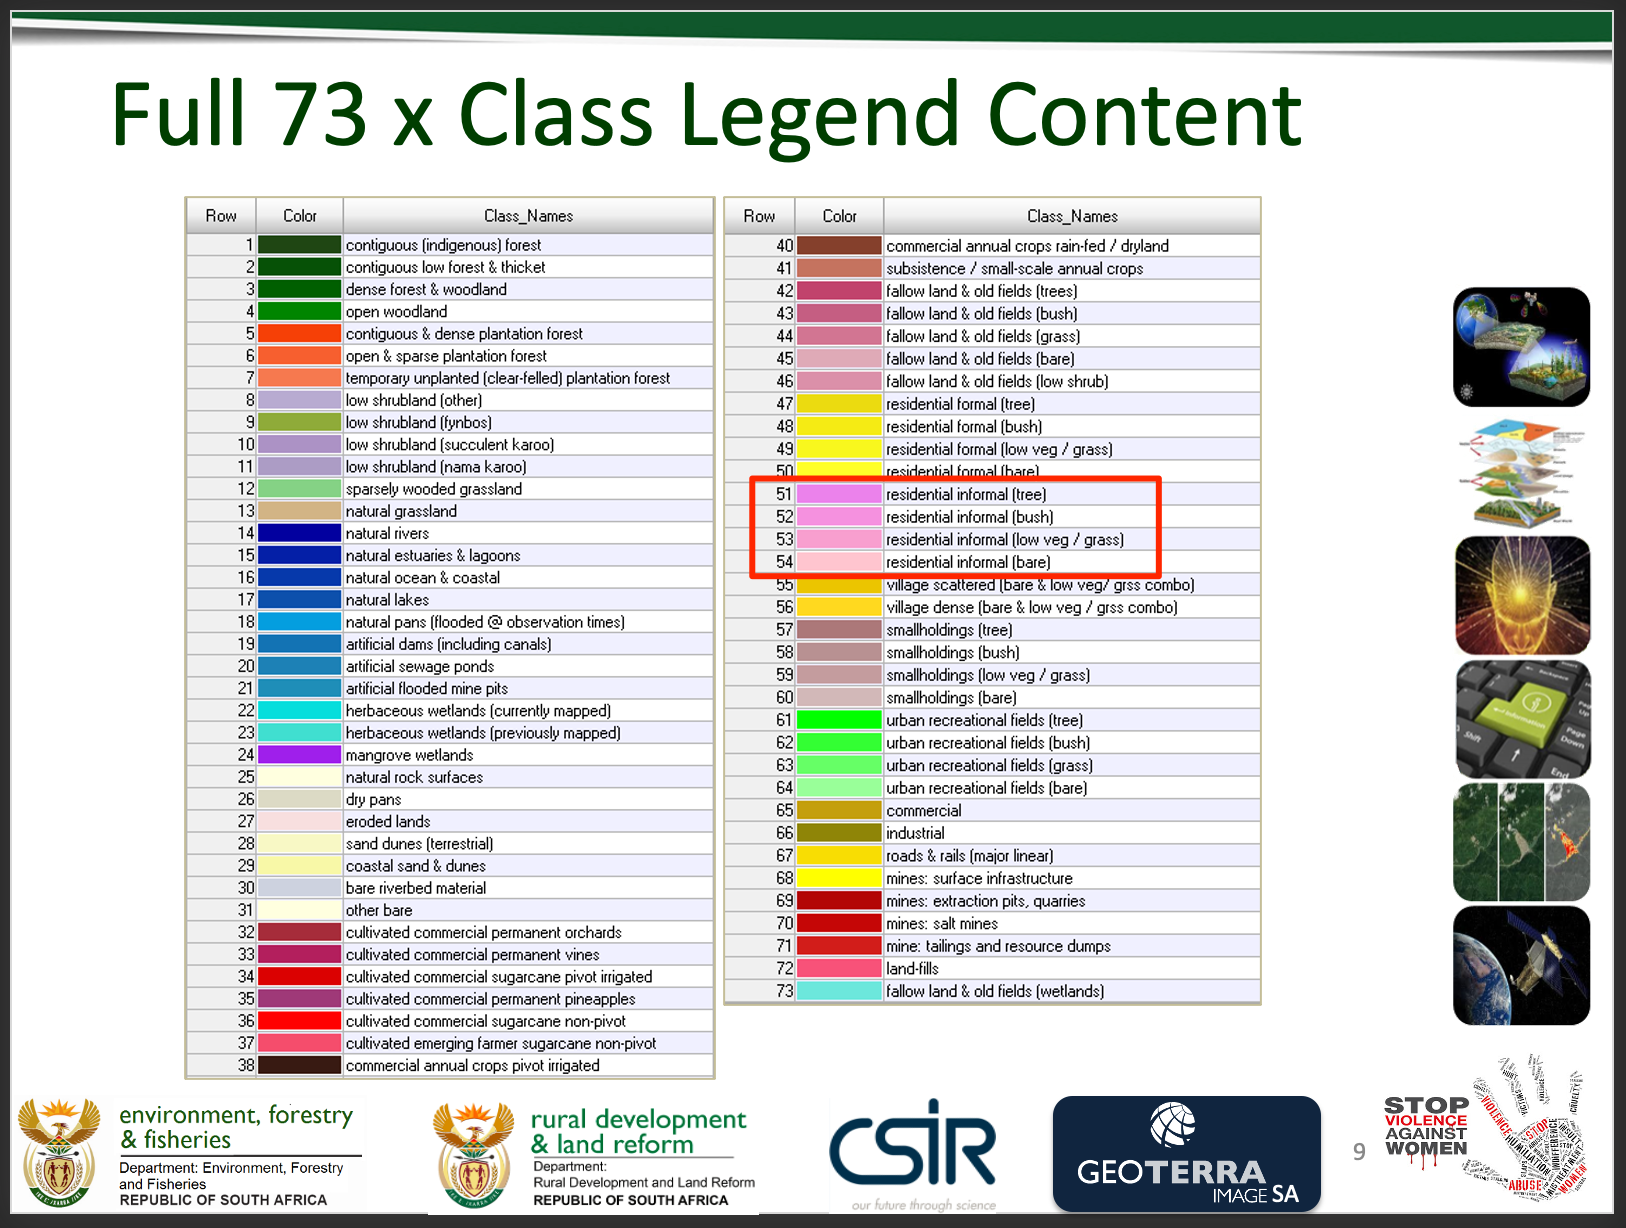 Full 73 x Class Legend Content
Row Color Class_Names
1 contiguous (indigenous) forest
2 contiguous low forest & thicket
3 dense forest & woodland
4 open woodland
5 contiguous & dense plantation forest
6 open & sparse plantation forest
7 temporary unplanted (clear-felled) plantation forest
8 low shrubland (other)
9 low shrubland (fynbos)
10 low shrubland (succulent karoo)
11 low shrubland (nama karoo)
12 sparsely wooded grassland
13 natural grassland
14 natural rivers
15 natural estuaries & lagoons
16 natural ocean & coastal
17 natural lakes
18 natural pans (flooded @ observation times)
19 artificial dams (including canals)
20 artificial sewage ponds
21 artificial flooded mine pits
22 herbaceous wetlands (currently mapped)
23 herbaceous wetlands (previously mapped)
24 mangrove wetlands
25 natural rock surfaces
26 dry pans
27 eroded lands
28 sand dunes (terrestrial)
29 coastal sand & dunes
30 bare riverbed material
31 other bare
32 cultivated commercial permanent orchards
33 cultivated commercial permanent vines
34 cultivated commercial sugarcane pivot irrigated
35 cultivated commercial permanent pineapples
36 cultivated commercial sugarcane non-pivot
37 cultivated emerging farmer sugarcane non-pivot
38 commercial annual crops pivot irrigated
Row Color Class_Names
40 commercial annual crops rain-fed / dryland
41 subsistence / small-scale annual crops
42 fallow land & old fields (trees)
43 fallow land & old fields (bush)
44 fallow land & old fields (grass)
45 fallow land & old fields (bare)
46 fallow land & old fields (low shrub)
47 residential formal (tree)
48 residential formal (bush)
49 residential formal (low veg / grass)
50 residential formal (bare)
51 residential informal (tree)
52 residential informal (bush)
53 residential informal (low veg / grass)
54 residential informal (bare)
55 village scattered (bare & low veg/ grss combo)
56 village dense (bare & low veg / grss combo)
57 smallholdings (tree)
58 smallholdings (bush)
59 smallholdings (low veg / grass)
60 smallholdings (bare)
61 urban recreational fields (tree)
62 urban recreational fields (bush)
63 urban recreational fields (grass)
64 urban recreational fields (bare)
65 commercial
66 industrial
67 roads & rails (major linear)
68 mines: surface infrastructure
69 mines: extraction pits, quarries
70 mines: salt mines
71 mine: tailings and resource dumps
72 land-fills
73 fallow land & old fields (wetlands)
Information
Shift
Page
Up
Page
Down
End
environment, forestry
& fisheries
Department: Environment, Forestry
and Fisheries
REPUBLIC OF SOUTH AFRICA
rural development
& land reform
Department:
Rural Development and Land Reform
REPUBLIC OF SOUTH AFRICA
CSIR
our future through science
GEOTERRA
IMAGE SA
9
STOP
VIOLENCE
AGAINST
WOMEN
VIOLENCE
HUMILIATION
STOP
INDIFFERENCE
INSULT
CRUELTY
ABUSE
MISTREATMENT
WOMEN